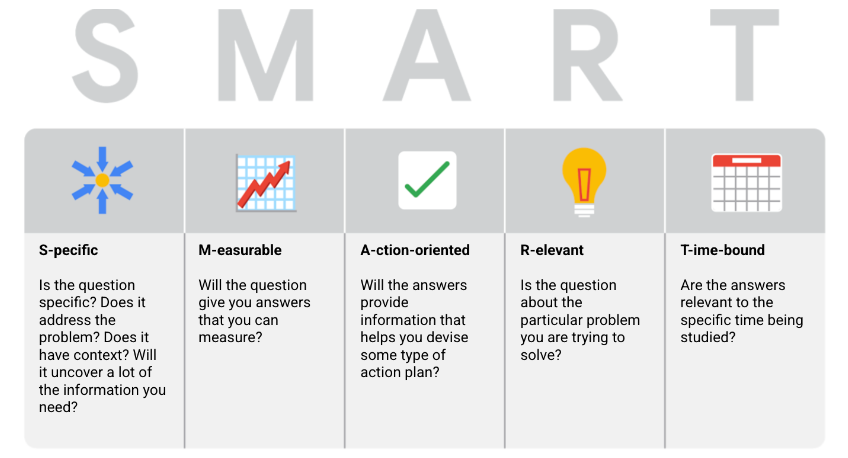 S M A R T
S-pecific
Is the question
specific? Does it
address the
problem? Does it
have context? Will
it uncover a lot of
the information you
need?
M-easurable
Will the question
give you answers
that you can
measure?
A-ction-oriented
Will the answers
provide
information that
helps you devise
some type of
action plan?
R-elevant
Is the question
about the
particular problem
you are trying to
solve?
T-ime-bound
Are the answers
relevant to the
specific time being
studied?